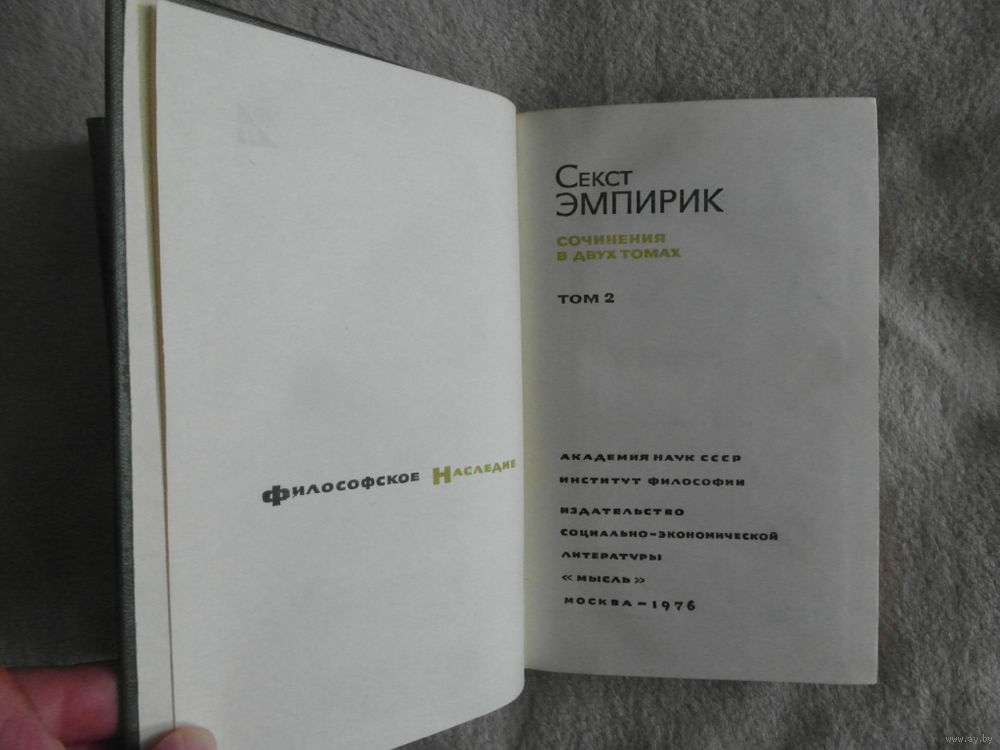 Философское Наследие
Секст
ЭМПИРИК
СОЧИНЕНИЯ
В ДВУХ ТОМАХ
ТОМ 2
АКАДЕМИЯ НАУК СССР
ИНСТИТУТ ФИЛОСОФИИ
ИЗДАТЕЛЬСТВО
СОЦИАЛЬНО-ЭКОНОМИЧЕСКОЙ
ЛИТЕРАТУРЫ
«МЫСЛЬ»
МОСКВА-1976
www.ay.by